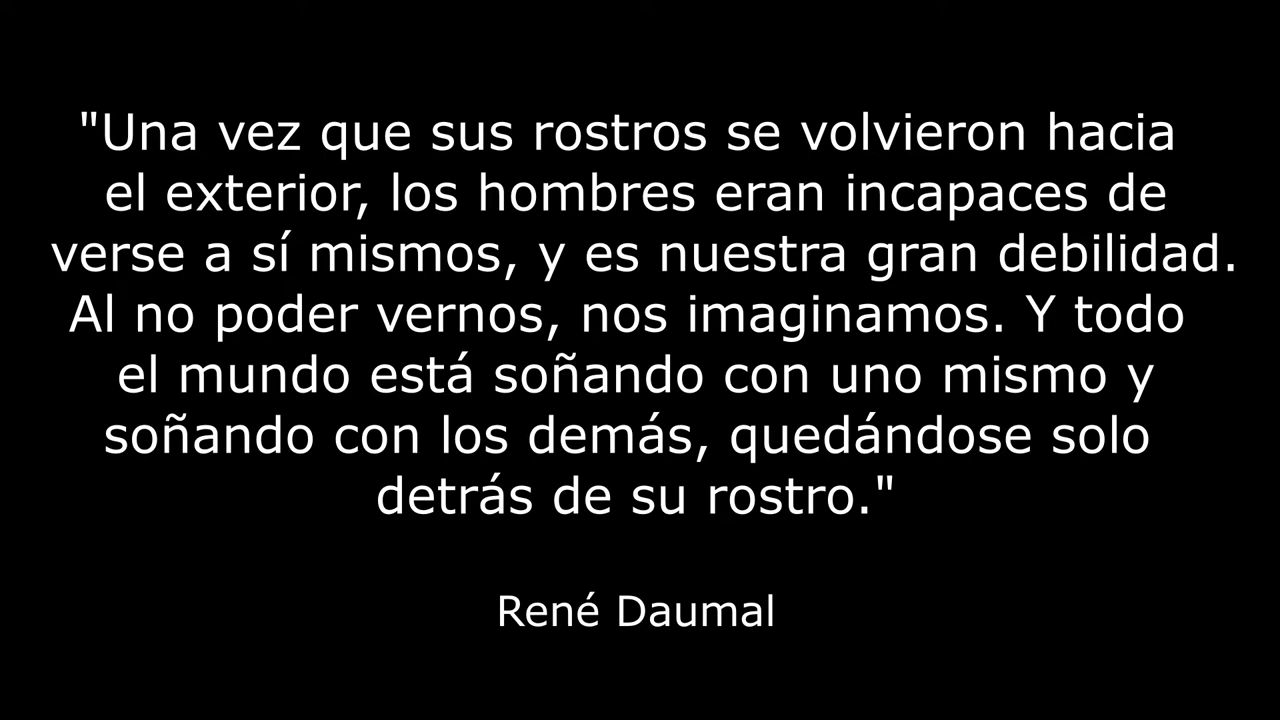 "Una vez que sus rostros se volvieron hacia
el exterior, los hombres eran incapaces de
verse a sí mismos, y es nuestra gran debilidad.
Al no poder vernos, nos imaginamos. Y todo
el mundo está soñando con uno mismo y
soñando con los demás, quedándose solo
detrás de su rostro."
René Daumal